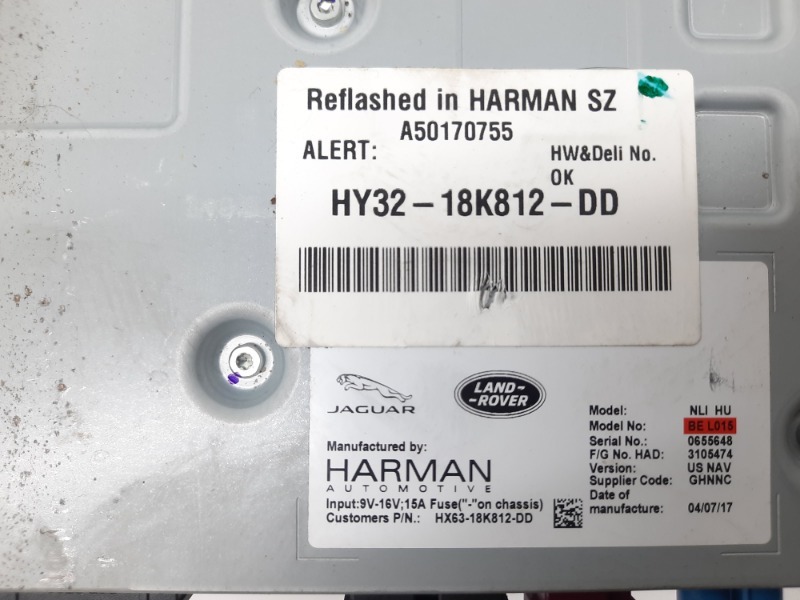 Reflashed in HARMAN SZ
A50170755
ALERT:
HW&Deli No.
OK
HY32-18K812-DD
JAGUAR
LAND-
ROVER
Manufactured by:
HARMAN
AUTOMOTIVE
Input:9V-16V;15A Fuse("-"on chassis)
Customers P/N.: HX63-18K812-DD
Model: NLI HU
Model No: BE L015
Serial No.: 0655648
F/G No. HAD: 3105474
Version: US NAV
Supplier Code: GHNNC
Date of
manufacture: 04/07/17